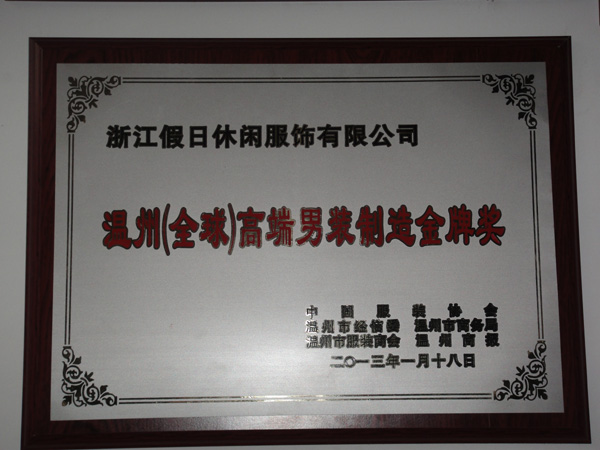 浙江假日休闲服饰有限公司
温州(全球)高端男装制造金牌奖
中国服装协会
温州市经信委 温州市商务局
温州市服装商会 温州商报
二〇一三年一月十八日